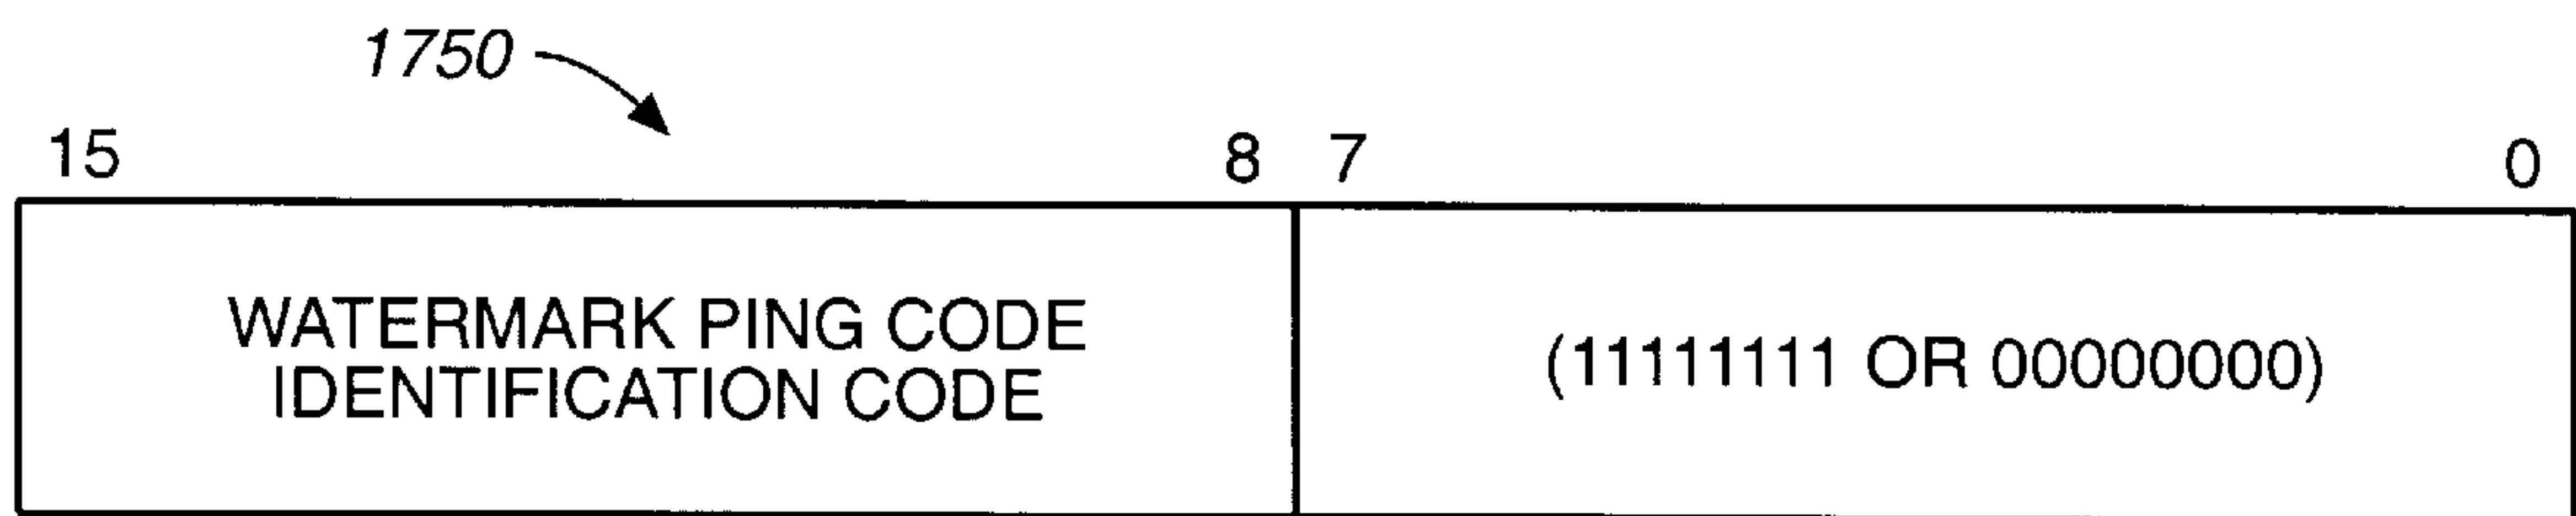 1750
15 8 7 0
WATERMARK PING CODE
IDENTIFICATION CODE
(11111111 OR 00000000)